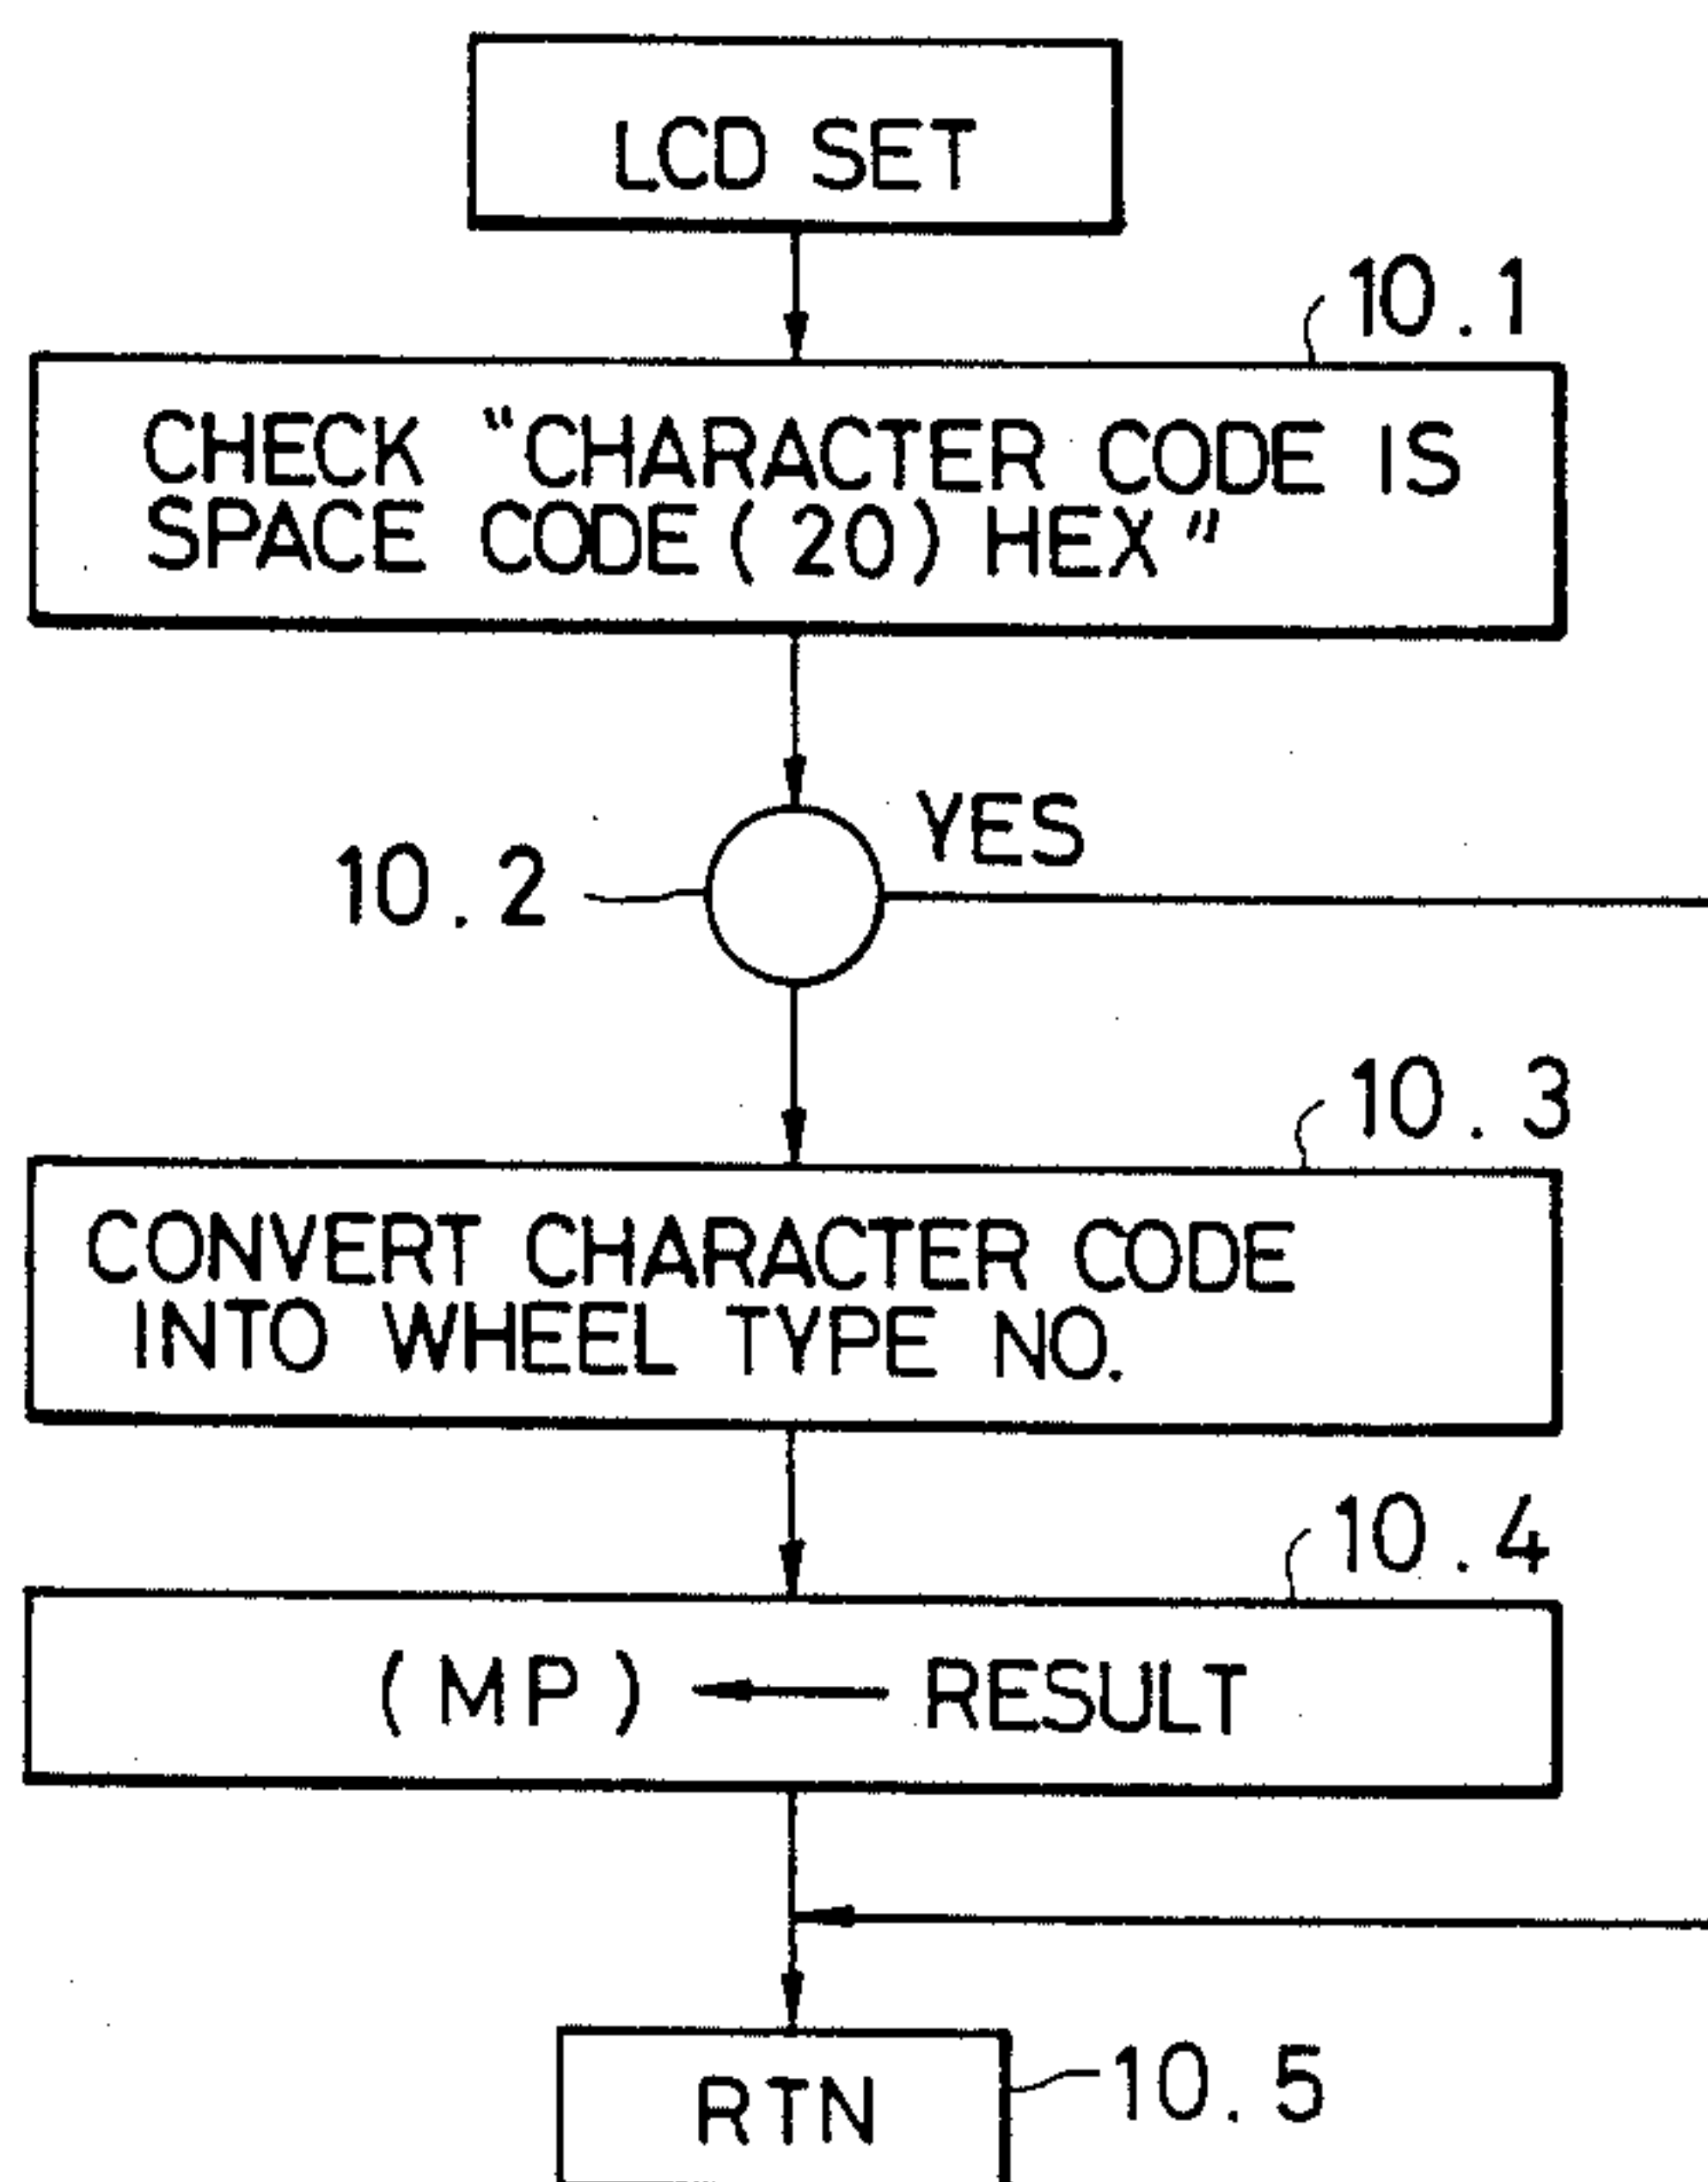 LCD SET
10.1
CHECK "CHARACTER CODE IS
SPACE CODE (20) HEX"
YES
10.2
10.3
CONVERT CHARACTER CODE
INTO WHEEL TYPE NO.
10.4
(MP) ← RESULT
RTN
10.5